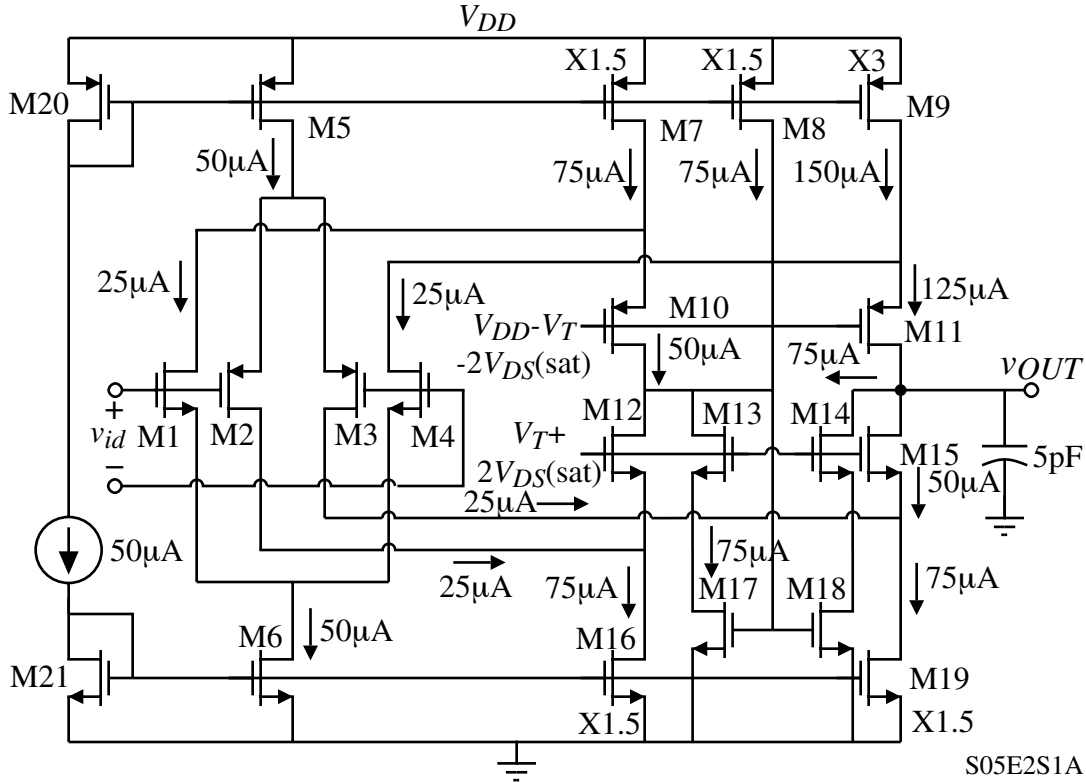 VDD
X1.5
X1.5
X3
M20
M5
M7
M8
M9
50μA
75μA
75μA
150μA
25μA
25μA
M10
125μA
VDD-VT
-2VDS(sat)
50μA
75μA
M11
vOUT
+
vid
−
M1
M2
M3
M4
M12
M13
M14
M15
VT+
2VDS(sat)
5pF
25μA
50μA
50μA
25μA
75μA
75μA
75μA
M17
M18
M6
50μA
M16
M21
M19
X1.5
X1.5
S05E2S1A